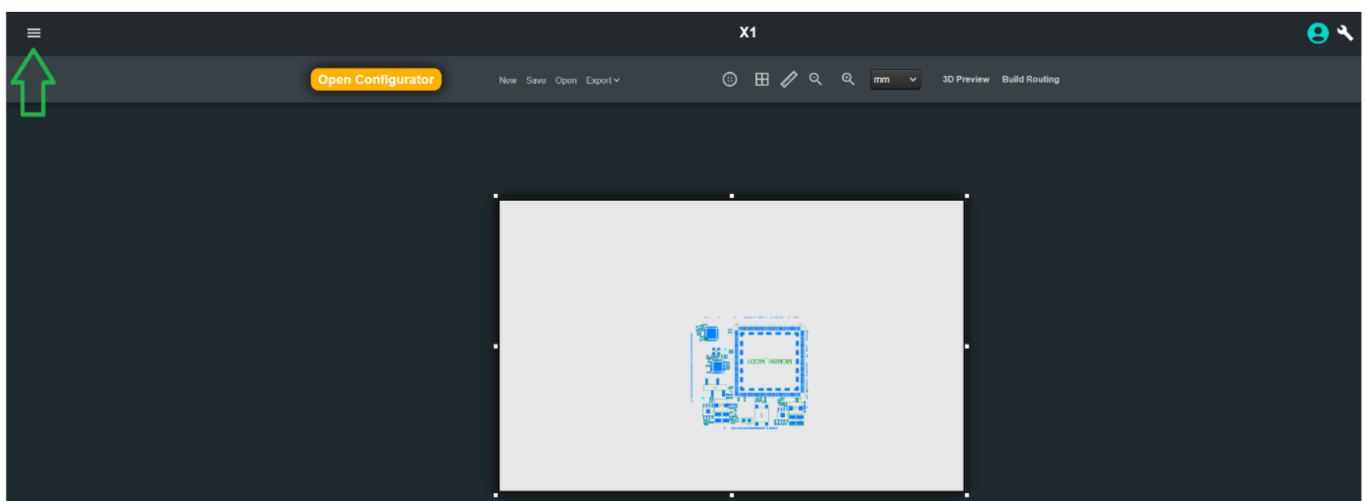 X1
Open Configurator
New Save Open Export
mm
3D Preview Build Routing